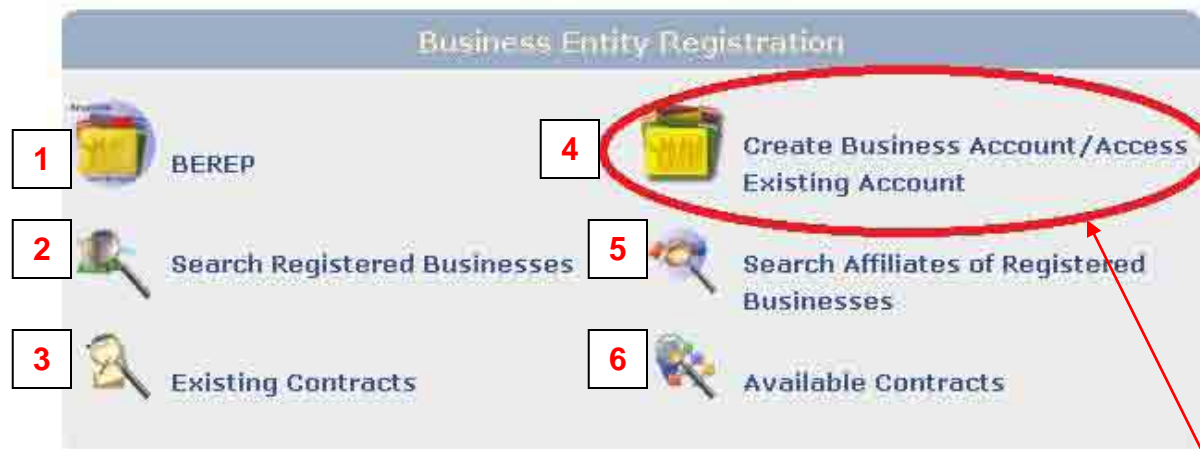 Business Entity Registration
1
BEREP
4
Create Business Account/Access
Existing Account
2
Search Registered Businesses
5
Search Affiliates of Registered
Businesses
3
Existing Contracts
6
Available Contracts